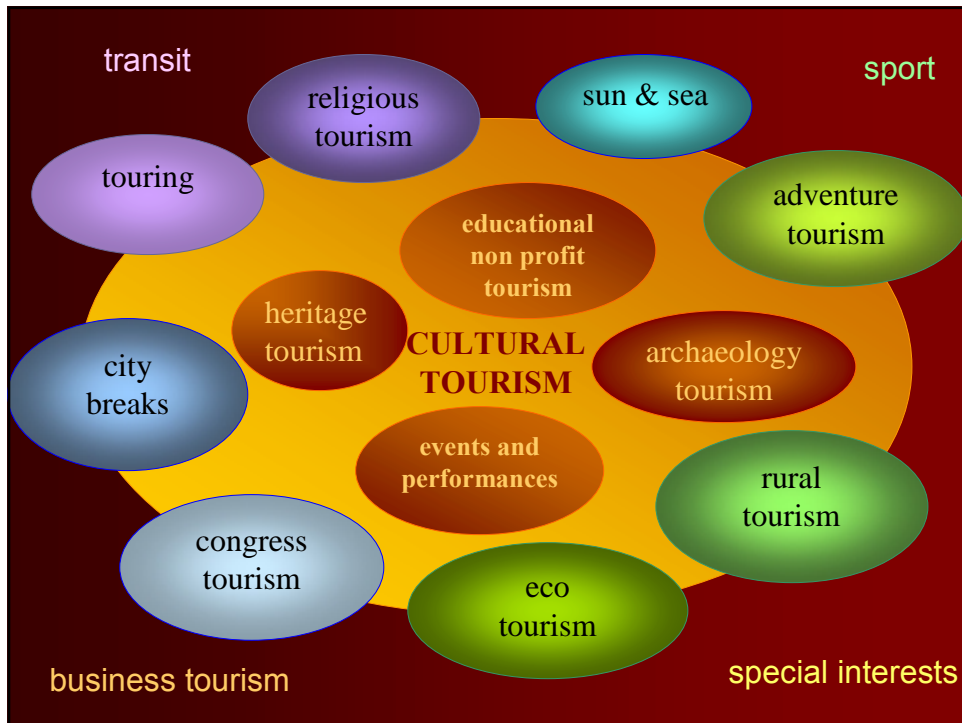 transit
sport
religious
tourism
sun & sea
touring
adventure
tourism
educational
non profit
tourism
heritage
tourism
CULTURAL
TOURISM
archaeology
tourism
city
breaks
events and
performances
rural
tourism
congress
tourism
eco
tourism
business tourism
special interests